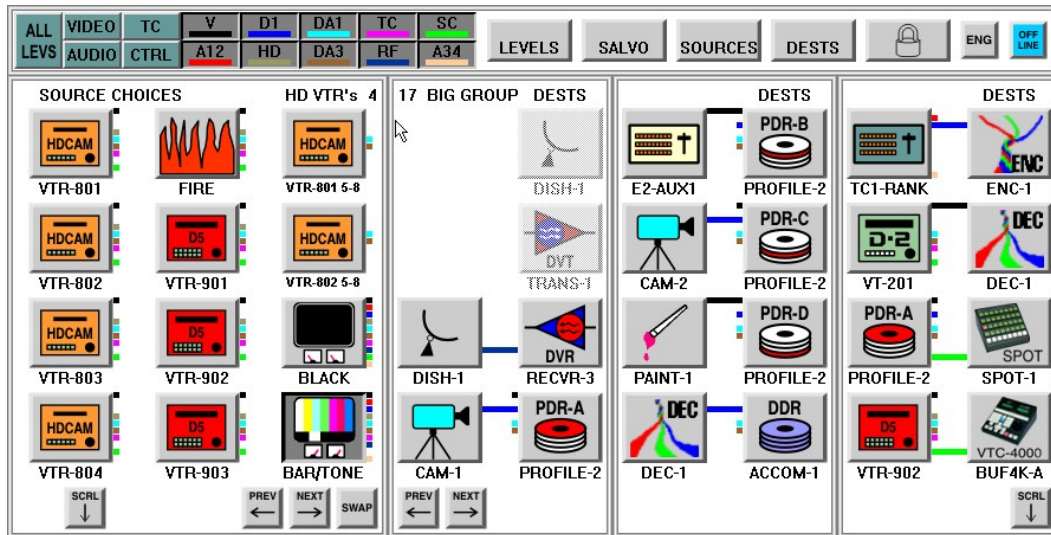 ALL LEVS
VIDEO TC V D1 DA1 TC SC
AUDIO CTRL A12 HD DA3 RF A34
LEVELS SALVO SOURCES DESTS ENG OFF LINE
SOURCE CHOICES HD VTR's 4
HDCAM HDCAM
VTR-801 FIRE VTR-801 5-8
HDCAM D5 HDCAM
VTR-802 VTR-901 VTR-802 5-8
HDCAM D5
VTR-803 VTR-902 BLACK
HDCAM D5
VTR-804 VTR-903 BAR/TONE
SCRL PREV NEXT SWAP
17 BIG GROUP DESTS
DISH-1
DVT
TRANS-1
DVR
DISH-1 RECVR-3
PDR-A
CAM-1 PROFILE-2
PREV NEXT
DESTS
PDR-B
E2-AUX1 PROFILE-2
PDR-C
CAM-2 PROFILE-2
PDR-D
PAINT-1 PROFILE-2
DEC DDR
DEC-1 ACCOM-1
DESTS
ENC
TC1-RANK ENC-1
D-2 DEC
VT-201 DEC-1
PDR-A SPOT
PROFILE-2 SPOT-1
D5 VTC-4000
VTR-902 BUF4K-A
SCRL